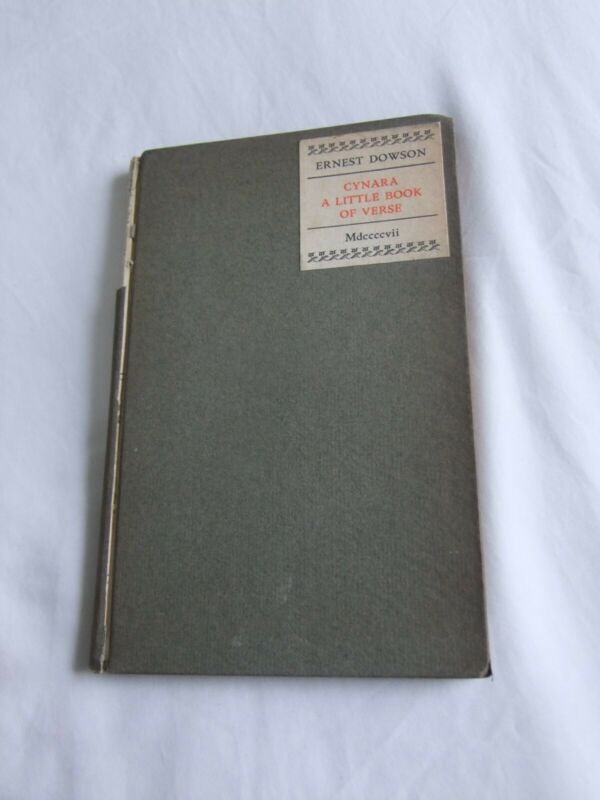 ERNEST DOWSON
CYNARA
A LITTLE BOOK
OF VERSE
Mdccccvii